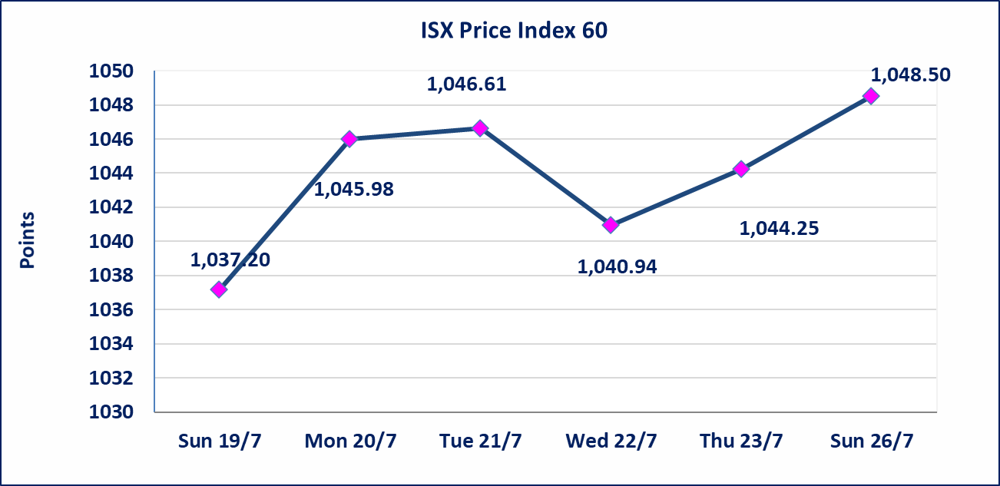 ISX Price Index 60
Points
1050
1048
1046
1044
1042
1040
1038
1036
1034
1032
1030
1,037.20
1,045.98
1,046.61
1,040.94
1,044.25
1,048.50
Sun 19/7
Mon 20/7
Tue 21/7
Wed 22/7
Thu 23/7
Sun 26/7